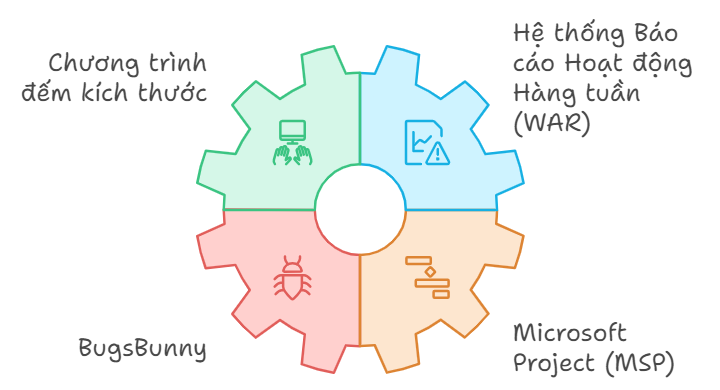 Chương trình
đếm kích thước
Hệ thống Báo
cáo Hoạt động
Hàng tuần
(WAR)
BugsBunny
Microsoft
Project (MSP)